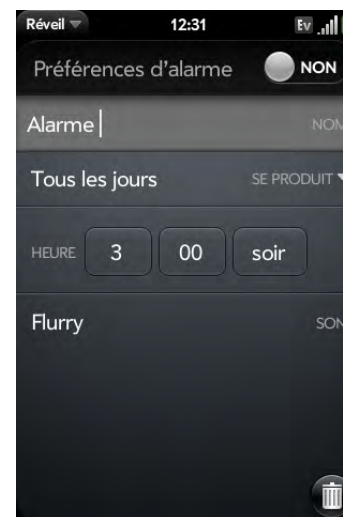 Réveil 12:31 Ev
Préférences d'alarme NON
Alarme NOM
Tous les jours SE PRODUIT
HEURE 3 00 soir
Flurry SON